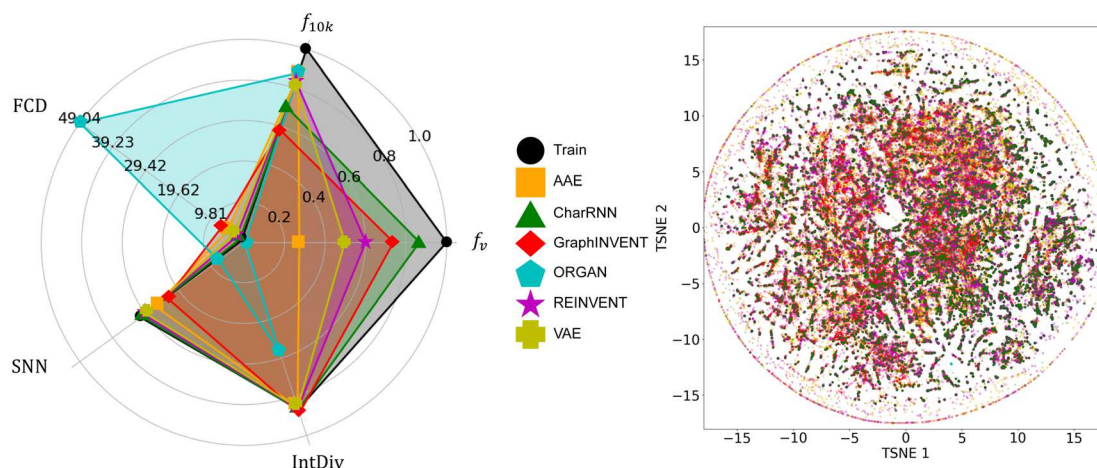 f10k
FCD
49.04
39.23
29.42
19.62
9.81
1.0
0.8
0.6
0.4
0.2
fv
SNN
IntDiv
Train
AAE
CharRNN
GraphINVENT
ORGAN
REINVENT
VAE
TSNE 2
15
10
5
0
−5
−10
−15
−15
−10
−5
0
5
10
15
TSNE 1